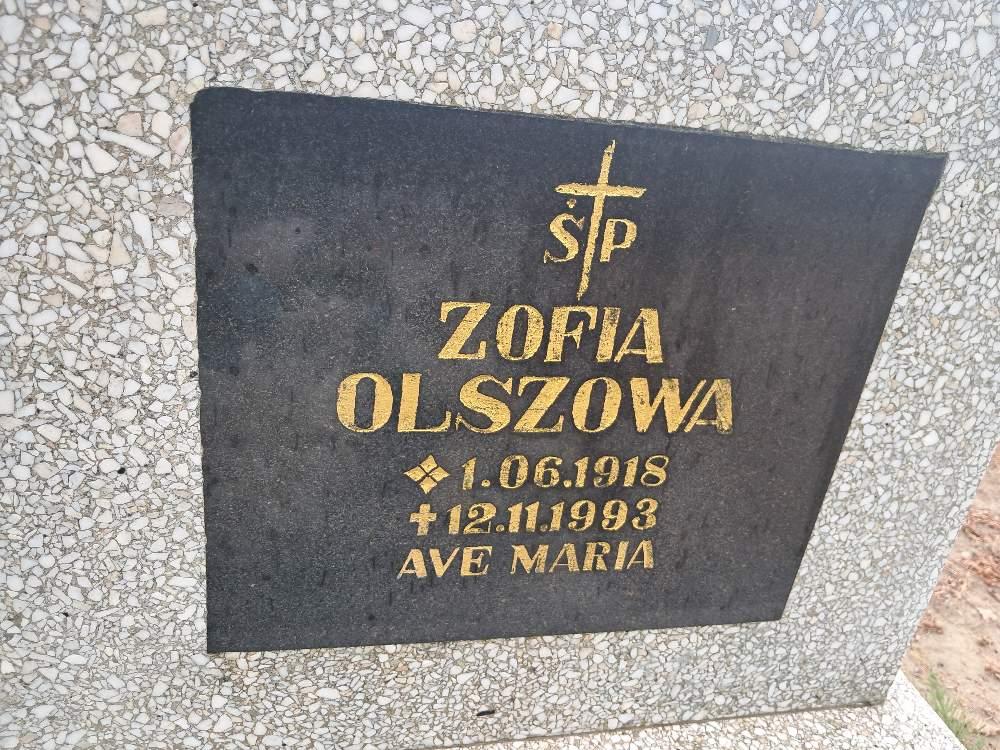 ŚP
ZOFIA
OLSZOWA
1.06.1918
12.11.1993
AVE MARIA